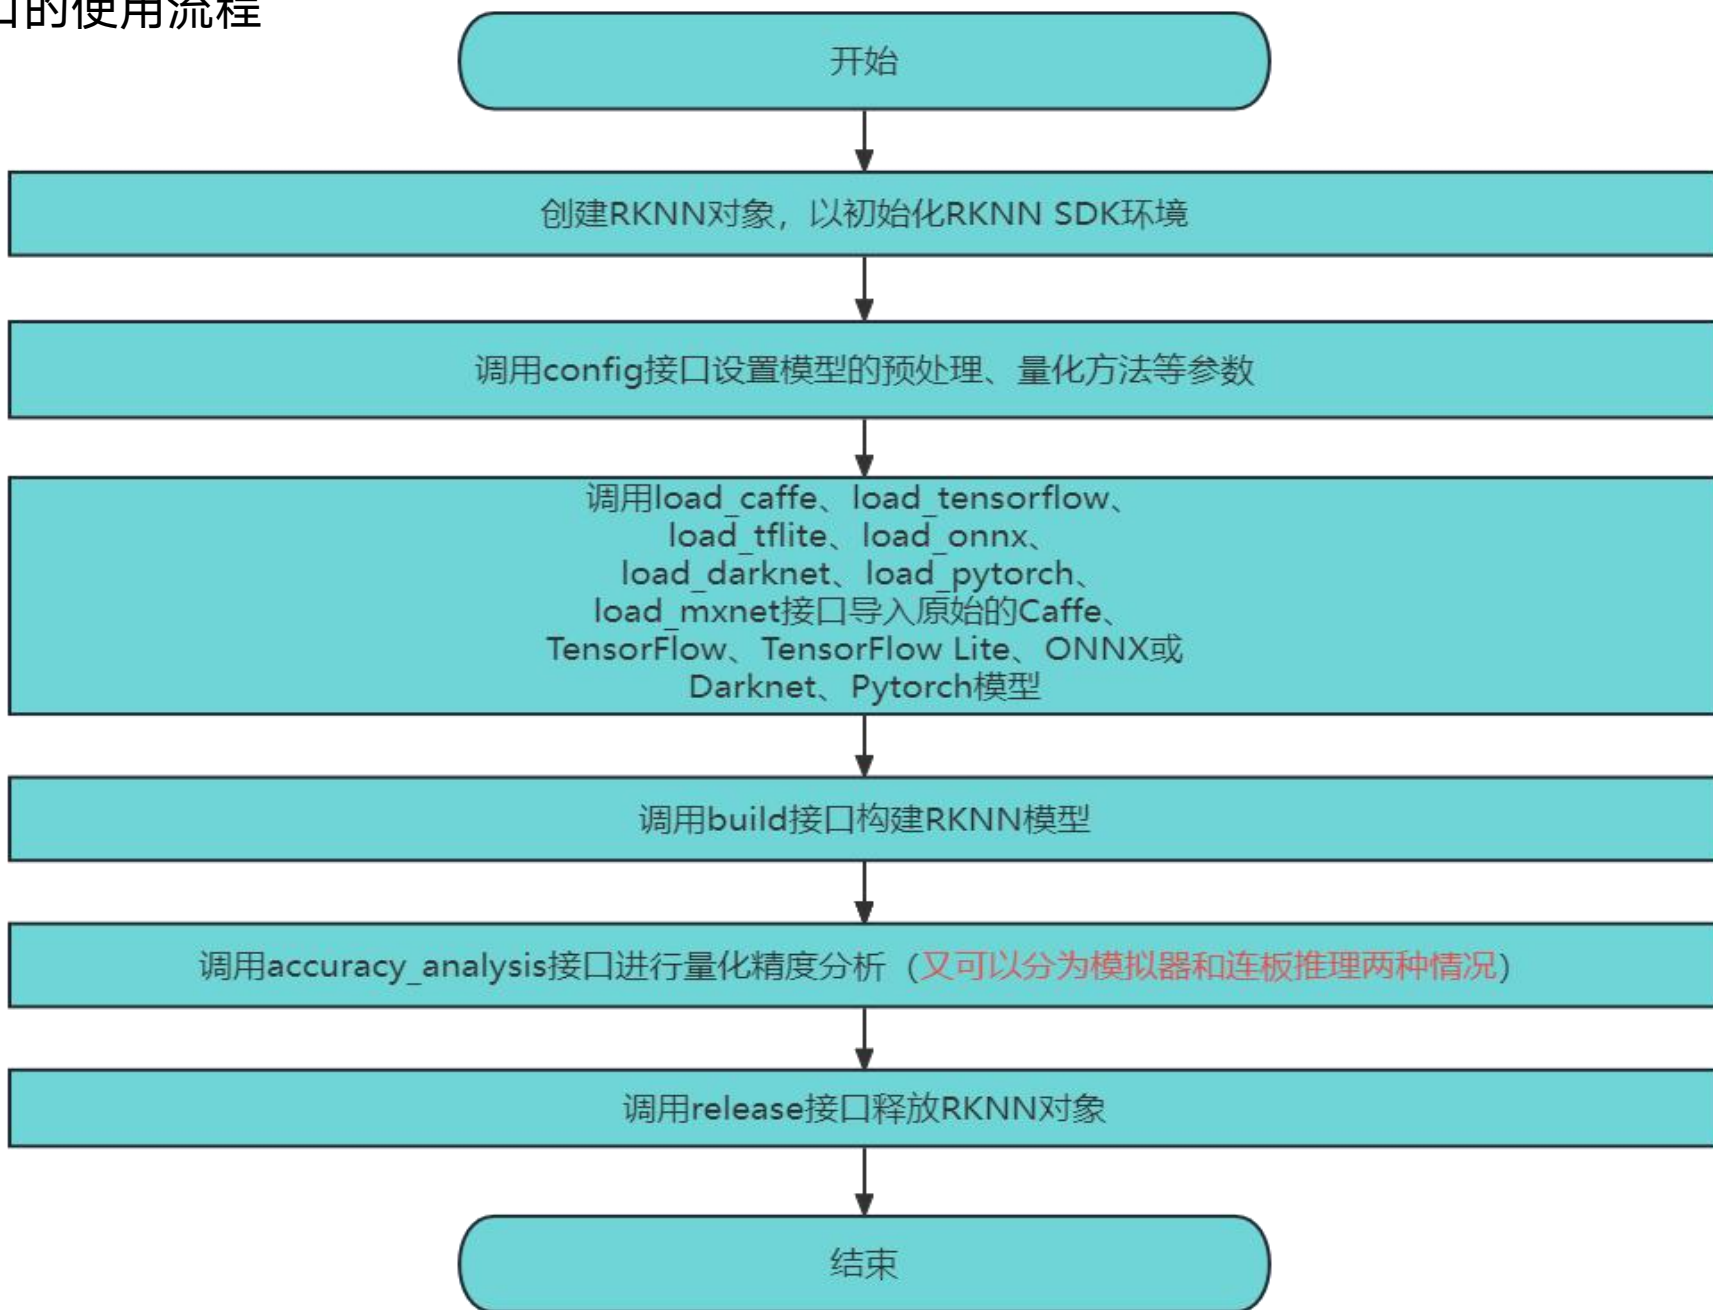 口的使用流程
开始
创建RKNN对象，以初始化RKNN SDK环境
调用config接口设置模型的预处理、量化方法等参数
调用load_caffe、load_tensorflow、
load_tflite、load_onnx、
load_darknet、load_pytorch、
load_mxnet接口导入原始的Caffe、
TensorFlow、TensorFlow Lite、ONNX或
Darknet、Pytorch模型
调用build接口构建RKNN模型
调用accuracy_analysis接口进行量化精度分析（又可以分为模拟器和连板推理两种情况）
调用release接口释放RKNN对象
结束